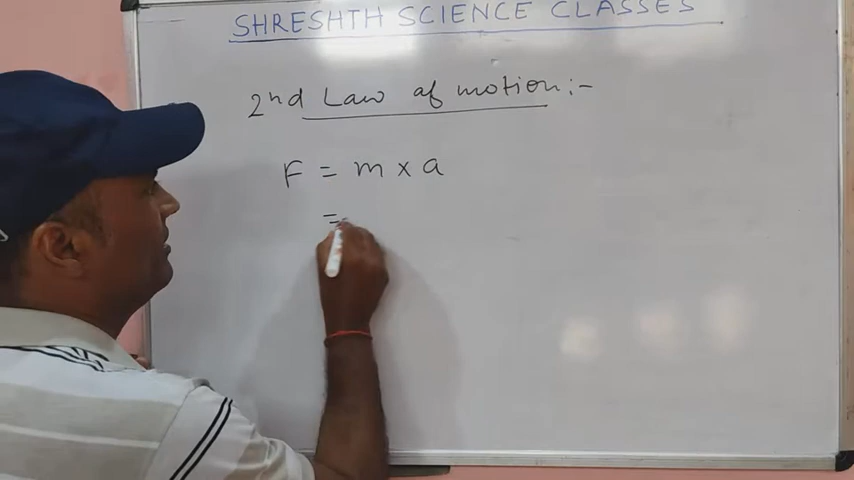 SHRESHTH SCIENCE CLASSES
2nd Law of motion :-
F = m × a
=